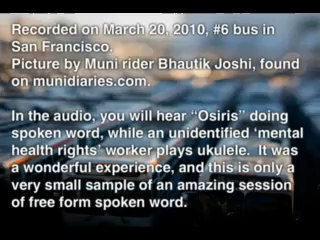 Recorded on March 20, 2010, #6 bus in
San Francisco.
Picture by Muni rider Bhautik Joshi, found
on munidiaries.com.

In the audio, you will hear “Osiris” doing
spoken word, while an unidentified ‘mental
health rights’ worker plays ukulele.  It was
a wonderful experience, and this is only a
very small sample of an amazing session
of free form spoken word.